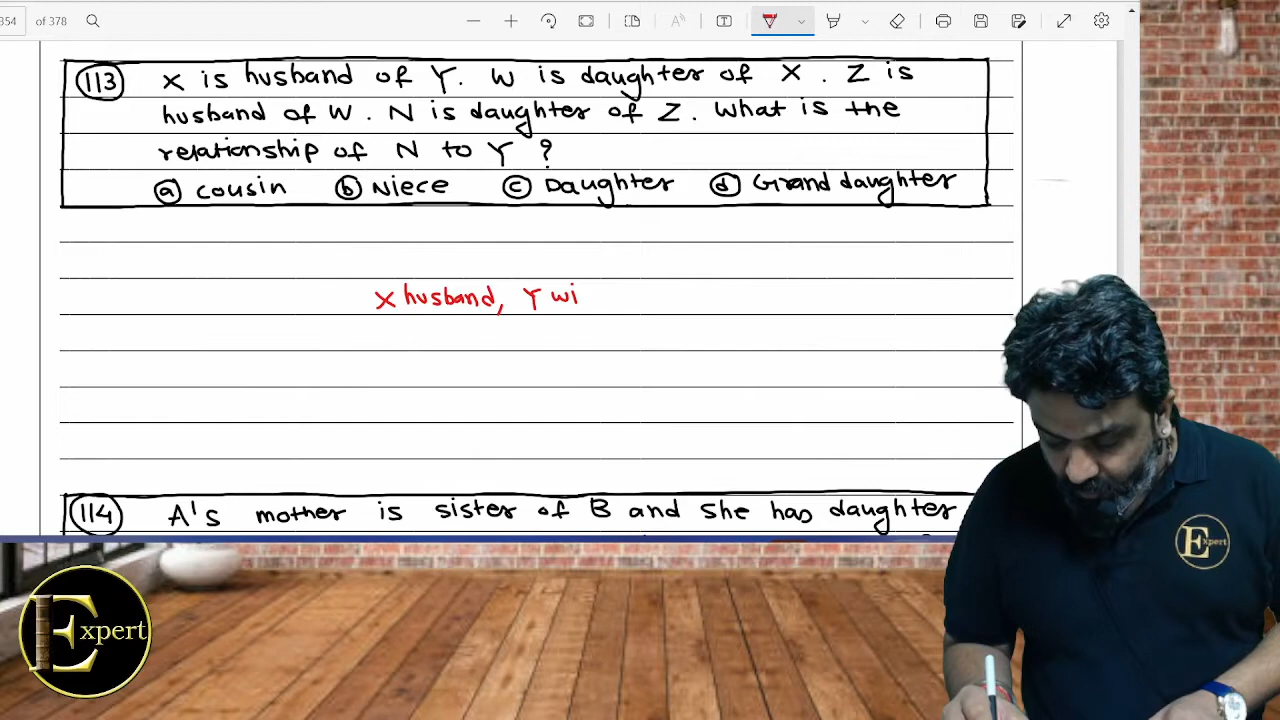 354 of 378
113 X is husband of Y. W is daughter of X. Z is
husband of W. N is daughter of Z. What is the
relationship of N to Y ?
a cousin b Niece c Daughter d Grand daughter
X husband, Y wi
114 A's mother is sister of B and she has daughter
Expert
Expert